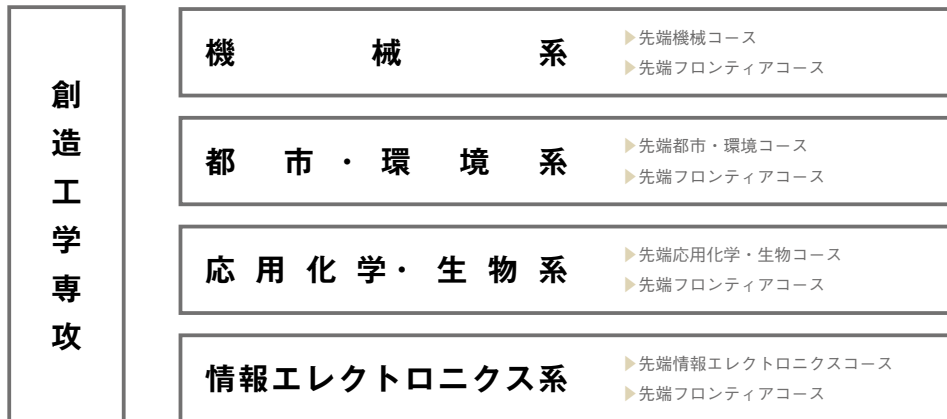 創造工学専攻
機械系
▶先端機械コース
▶先端フロンティアコース
都市・環境系
▶先端都市・環境コース
▶先端フロンティアコース
応用化学・生物系
▶先端応用化学・生物コース
▶先端フロンティアコース
情報エレクトロニクス系
▶先端情報エレクトロニクスコース
▶先端フロンティアコース